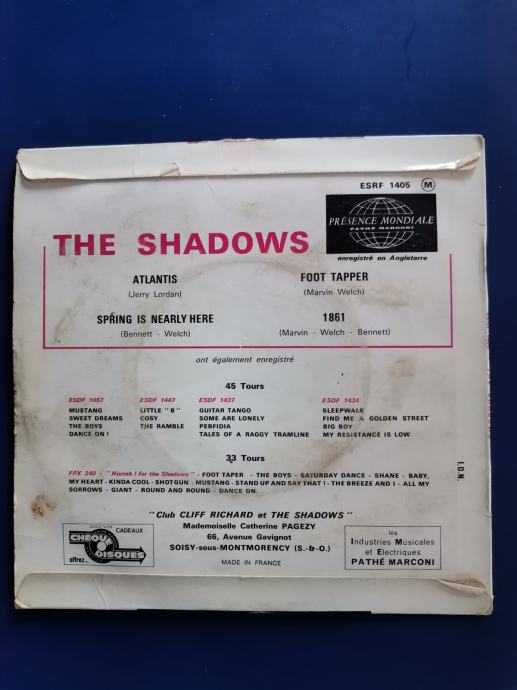 ESRF 1405 M
PRÉSENCE MONDIALE
PATHÉ MARCONI
enregistré en Angleterre
THE SHADOWS
ATLANTIS
(Jerry Lordan)
FOOT TAPPER
(Marvin Welch)
SPRING IS NEARLY HERE
(Bennett - Welch)
1861
(Marvin - Welch - Bennett)
ont également enregistré
45 Tours
ESDF 1457
MUSTANG
SWEET DREAMS
THE BOYS
DANCE ON !
ESDF 1447
LITTLE "B"
COSY
THE RAMBLE
ESDF 1437
GUITAR TANGO
SOME ARE LONELY
PERFIDIA
TALES OF A RAGGY TRAMLINE
ESDF 1434
SLEEPWALK
FIND ME A GOLDEN STREET
BIG BOY
MY RESISTANCE IS LOW
33 Tours
FPX 240 - "Hurrah ! for the Shadows" - FOOT TAPER - THE BOYS - SATURDAY DANCE - SHANE - BABY,
MY HEART - KINDA COOL - SHOTGUN - MUSTANG - STAND UP AND SAY THAT ! - THE BREEZE AND I - ALL MY
SORROWS - GIANT - ROUND AND ROUND - DANCE ON.
I.D.N.
"Club CLIFF RICHARD et THE SHADOWS"
Mademoiselle Catherine PAGEZY
66, Avenue Gavignot
SOISY-sous-MONTMORENCY (S.-&-O.)
MADE IN FRANCE
CADEAUX
CHÈQU DISQUES
offrez...
les
Industries Musicales
et Electriques
PATHÉ MARCONI